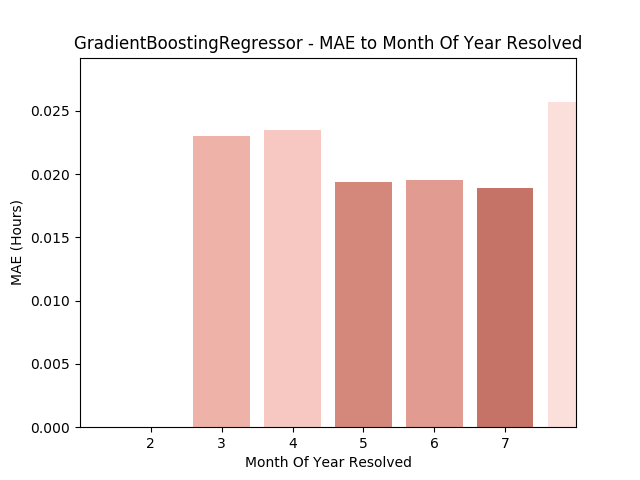 GradientBoostingRegressor - MAE to Month Of Year Resolved
MAE (Hours)
0.025
0.020
0.015
0.010
0.005
0.000
2 3 4 5 6 7
Month Of Year Resolved